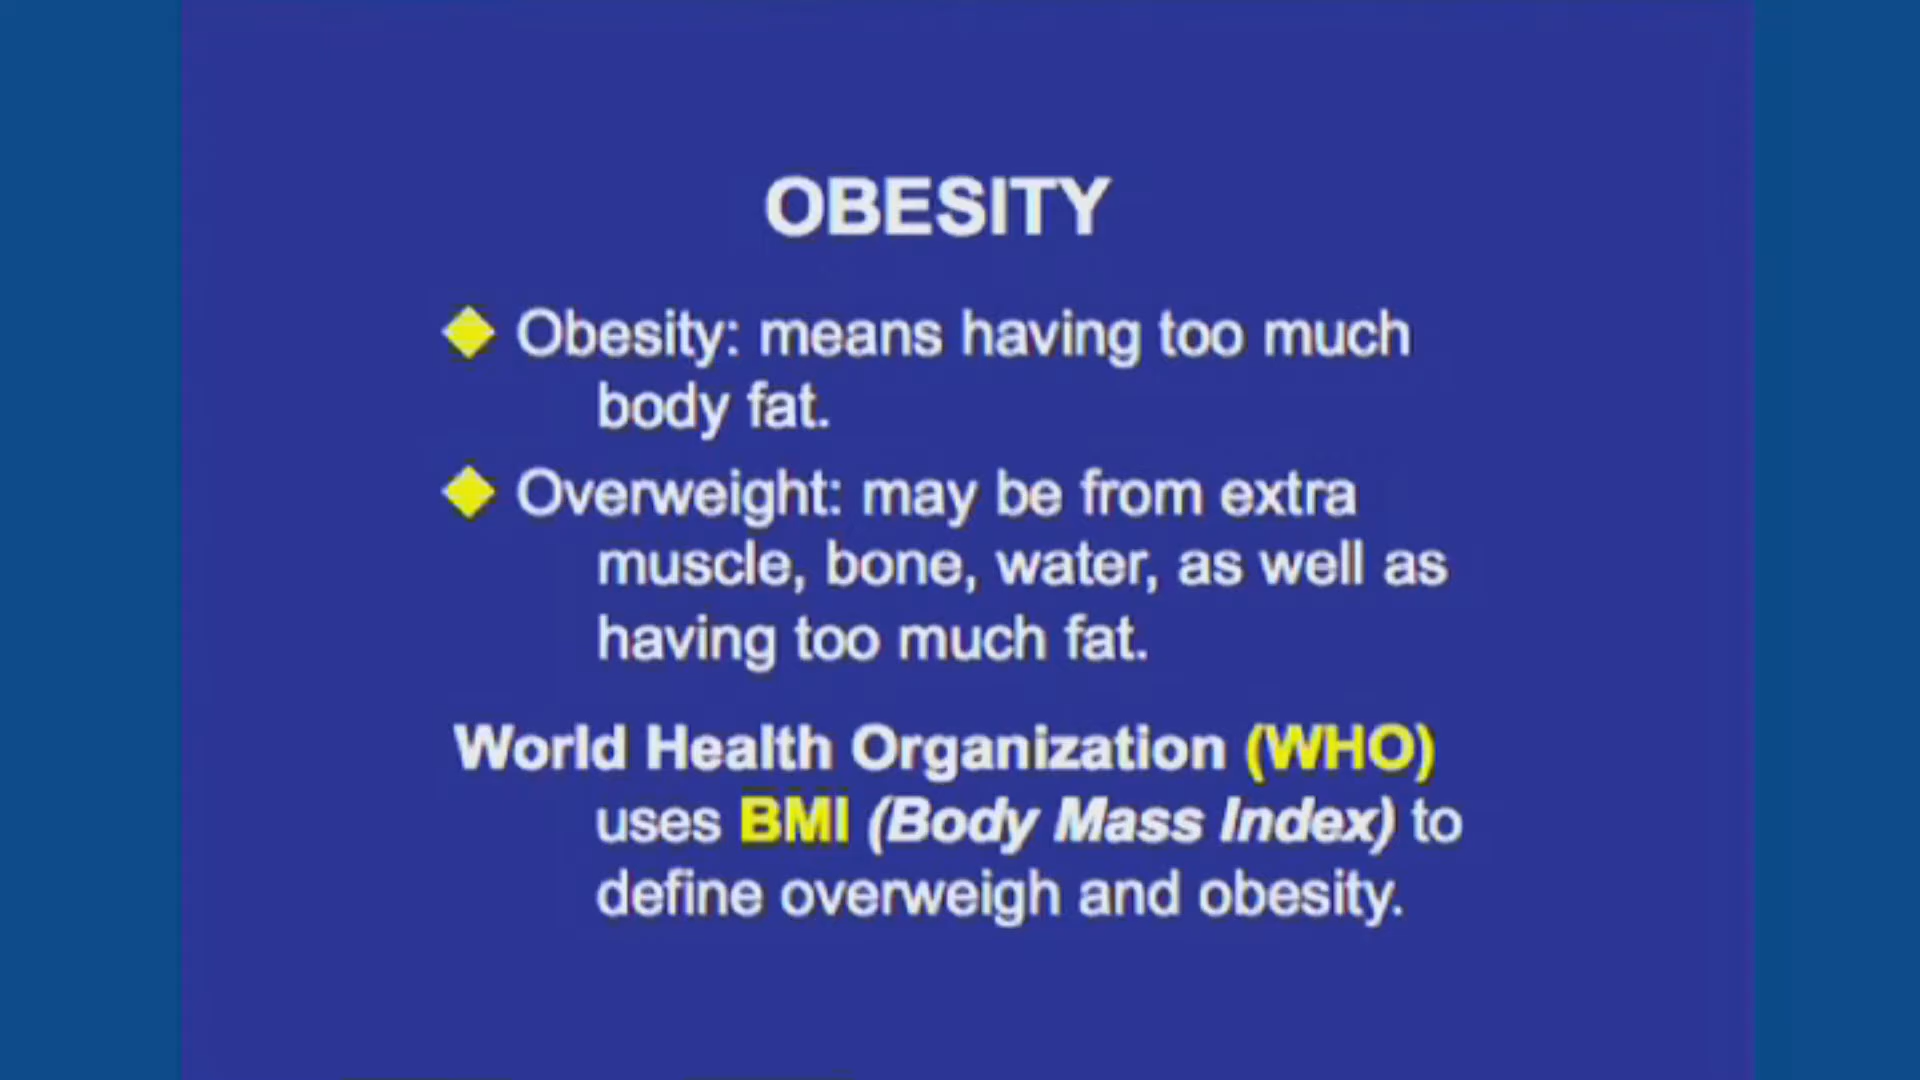 OBESITY
Obesity: means having too much
body fat.
Overweight: may be from extra
muscle, bone, water, as well as
having too much fat.
World Health Organization (WHO)
uses BMI (Body Mass Index) to
define overweigh and obesity.